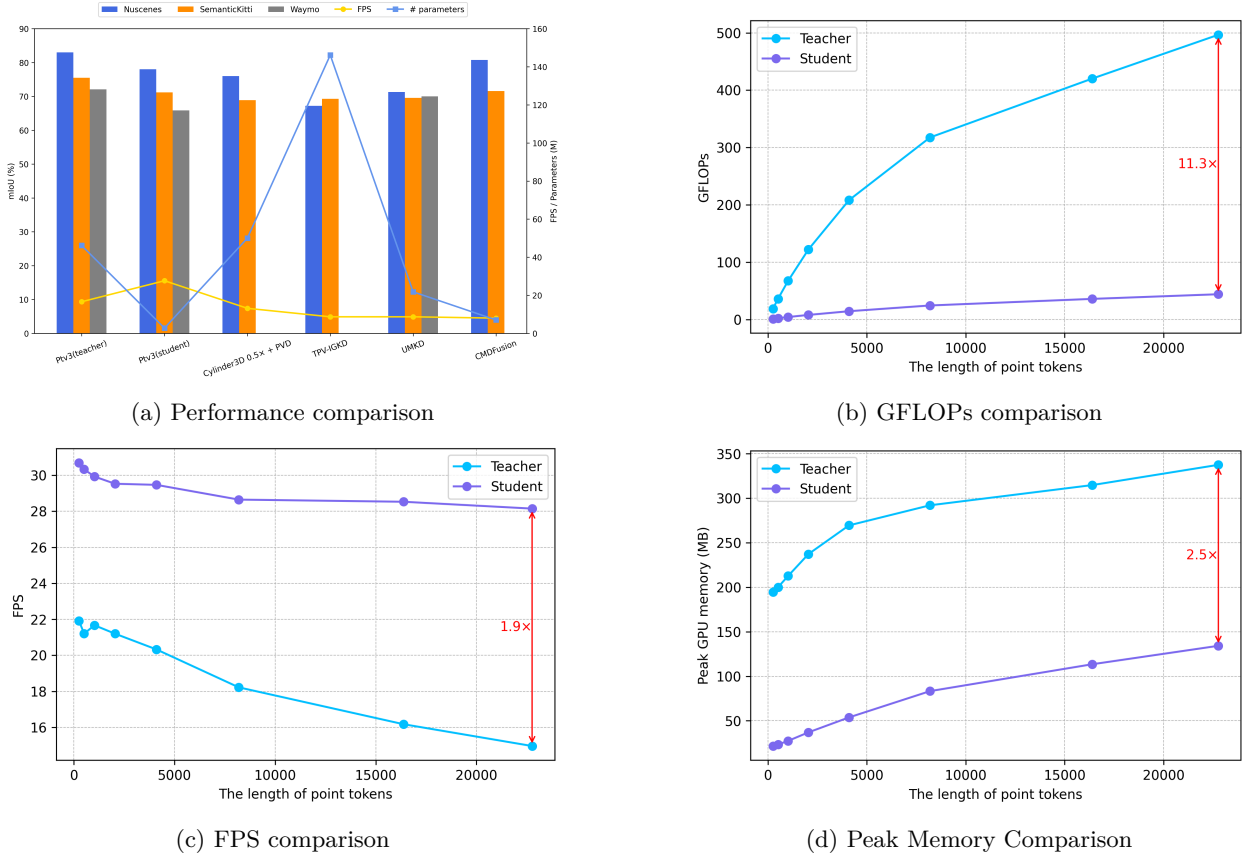 Nuscenes SemanticKitti Waymo FPS # parameters
90
80
70
60
50
40
30
20
10
0
mIoU (%)
160
140
120
100
80
60
40
20
0
FPS / Parameters (M)
Ptv3(teacher) Ptv3(student) Cylinder3D 0.5× + PVD TPV-IGKD UMKD CMDFusion
(a) Performance comparison
Teacher
Student
500
400
300
200
100
0
GFLOPs
11.3×
0 5000 10000 15000 20000
The length of point tokens
(b) GFLOPs comparison
Teacher
Student
30
28
26
24
22
20
18
16
FPS
1.9×
0 5000 10000 15000 20000
The length of point tokens
(c) FPS comparison
Teacher
Student
350
300
250
200
150
100
50
Peak GPU memory (MB)
2.5×
0 5000 10000 15000 20000
The length of point tokens
(d) Peak Memory Comparison